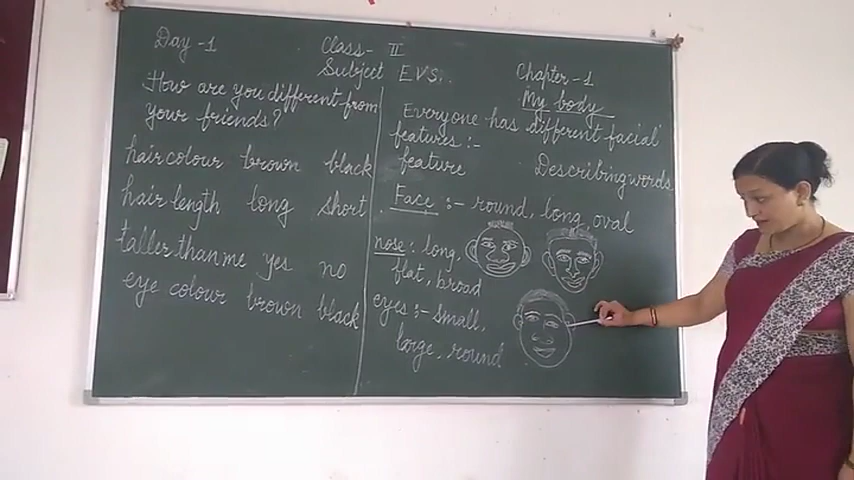 Day - 1
Class - II
Subject E.V.S..
Chapter - 1
My body
How are you different from
your friends?
hair colour brown black
hair length long short
taller than me yes no
eye colour brown black
Everyone has different facial
features :-
feature Describing words
Face :- round, long, oval
nose : long,
flat, broad
eyes :- small,
large, round